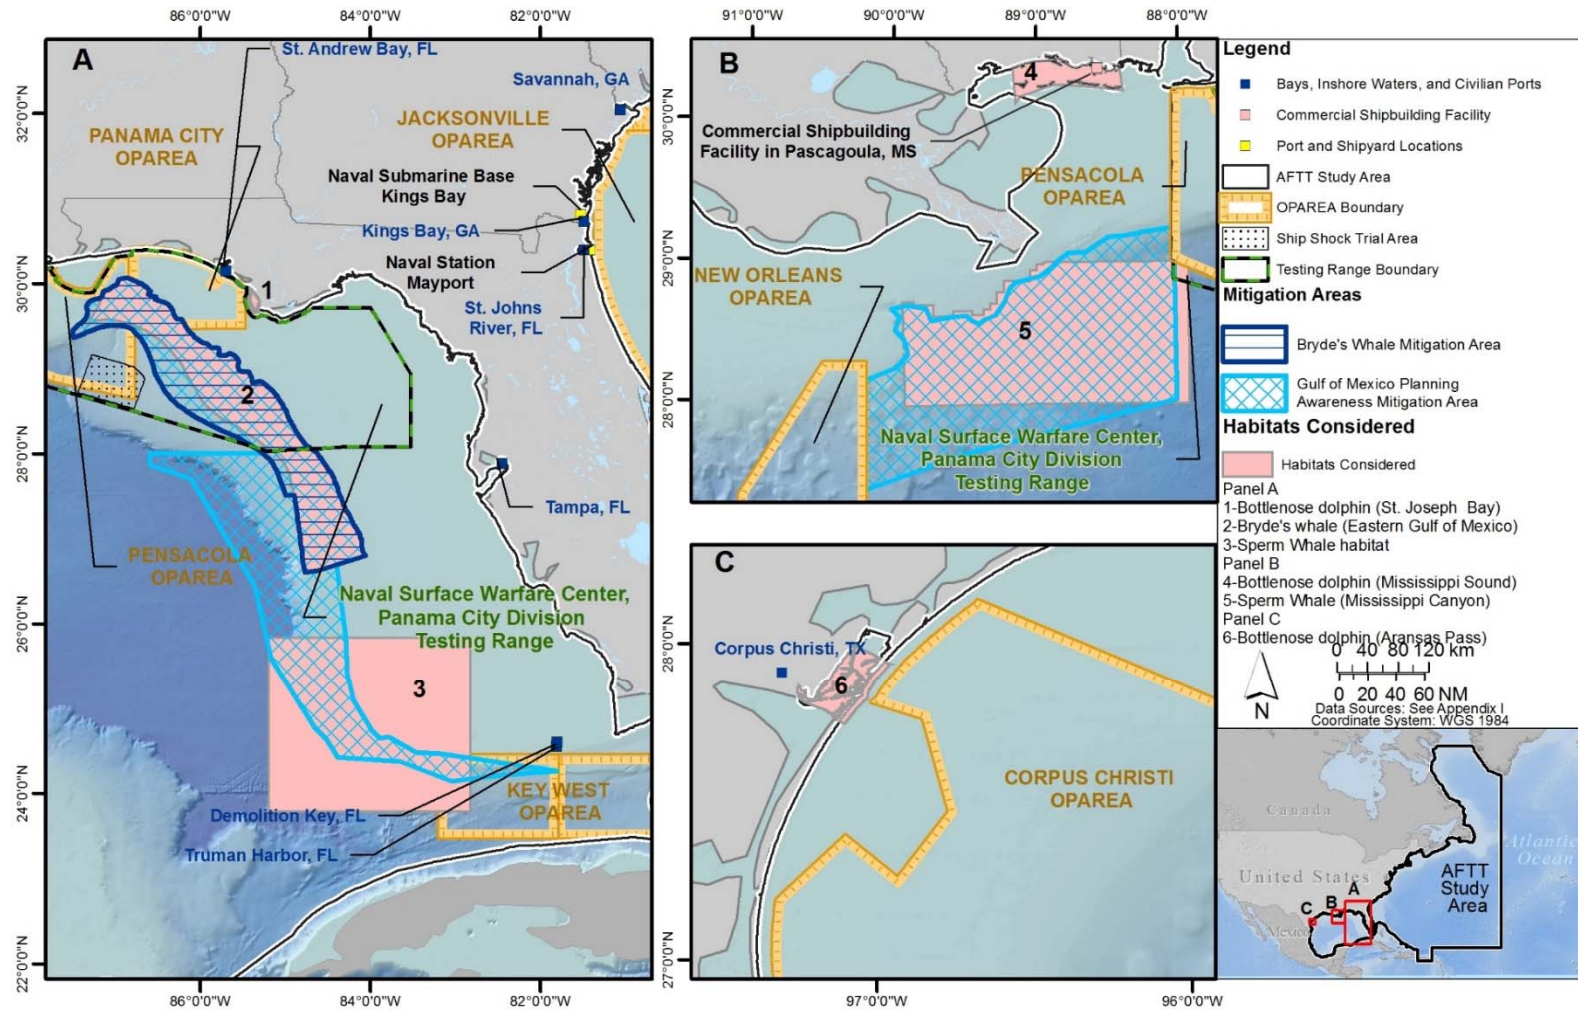 86°0'0"W
84°0'0"W
82°0'0"W
32°0'0"N
30°0'0"N
28°0'0"N
26°0'0"N
24°0'0"N
22°0'0"N
A
St. Andrew Bay, FL
Savannah, GA
PANAMA CITY
OPAREA
JACKSONVILLE
OPAREA
Naval Submarine Base
Kings Bay
Kings Bay, GA
Naval Station
Mayport
St. Johns
River, FL
1
2
Tampa, FL
PENSACOLA
OPAREA
Naval Surface Warfare Center,
Panama City Division
Testing Range
3
KEY WEST
OPAREA
Demolition Key, FL
Truman Harbor, FL
86°0'0"W
84°0'0"W
82°0'0"W
91°0'0"W
90°0'0"W
89°0'0"W
88°0'0"W
30°0'0"N
29°0'0"N
28°0'0"N
B
4
Commercial Shipbuilding
Facility in Pascagoula, MS
PENSACOLA
OPAREA
NEW ORLEANS
OPAREA
5
Naval Surface Warfare Center,
Panama City Division
Testing Range
C
28°0'0"N
27°0'0"N
Corpus Christi, TX
6
CORPUS CHRISTI
OPAREA
97°0'0"W
96°0'0"W
Legend
Bays, Inshore Waters, and Civilian Ports
Commercial Shipbuilding Facility
Port and Shipyard Locations
AFTT Study Area
OPAREA Boundary
Ship Shock Trial Area
Testing Range Boundary
Mitigation Areas
Bryde's Whale Mitigation Area
Gulf of Mexico Planning
Awareness Mitigation Area
Habitats Considered
Habitats Considered
Panel A
1-Bottlenose dolphin (St. Joseph Bay)
2-Bryde's whale (Eastern Gulf of Mexico)
3-Sperm Whale habitat
Panel B
4-Bottlenose dolphin (Mississippi Sound)
5-Sperm Whale (Mississippi Canyon)
Panel C
6-Bottlenose dolphin (Aransas Pass)
N
0 40 80 120 km
0 20 40 60 NM
Data Sources: See Appendix I
Coordinate System: WGS 1984
Canada
United States
Mexico
Atlantic
Ocean
AFTT
Study
Area
A
B
C